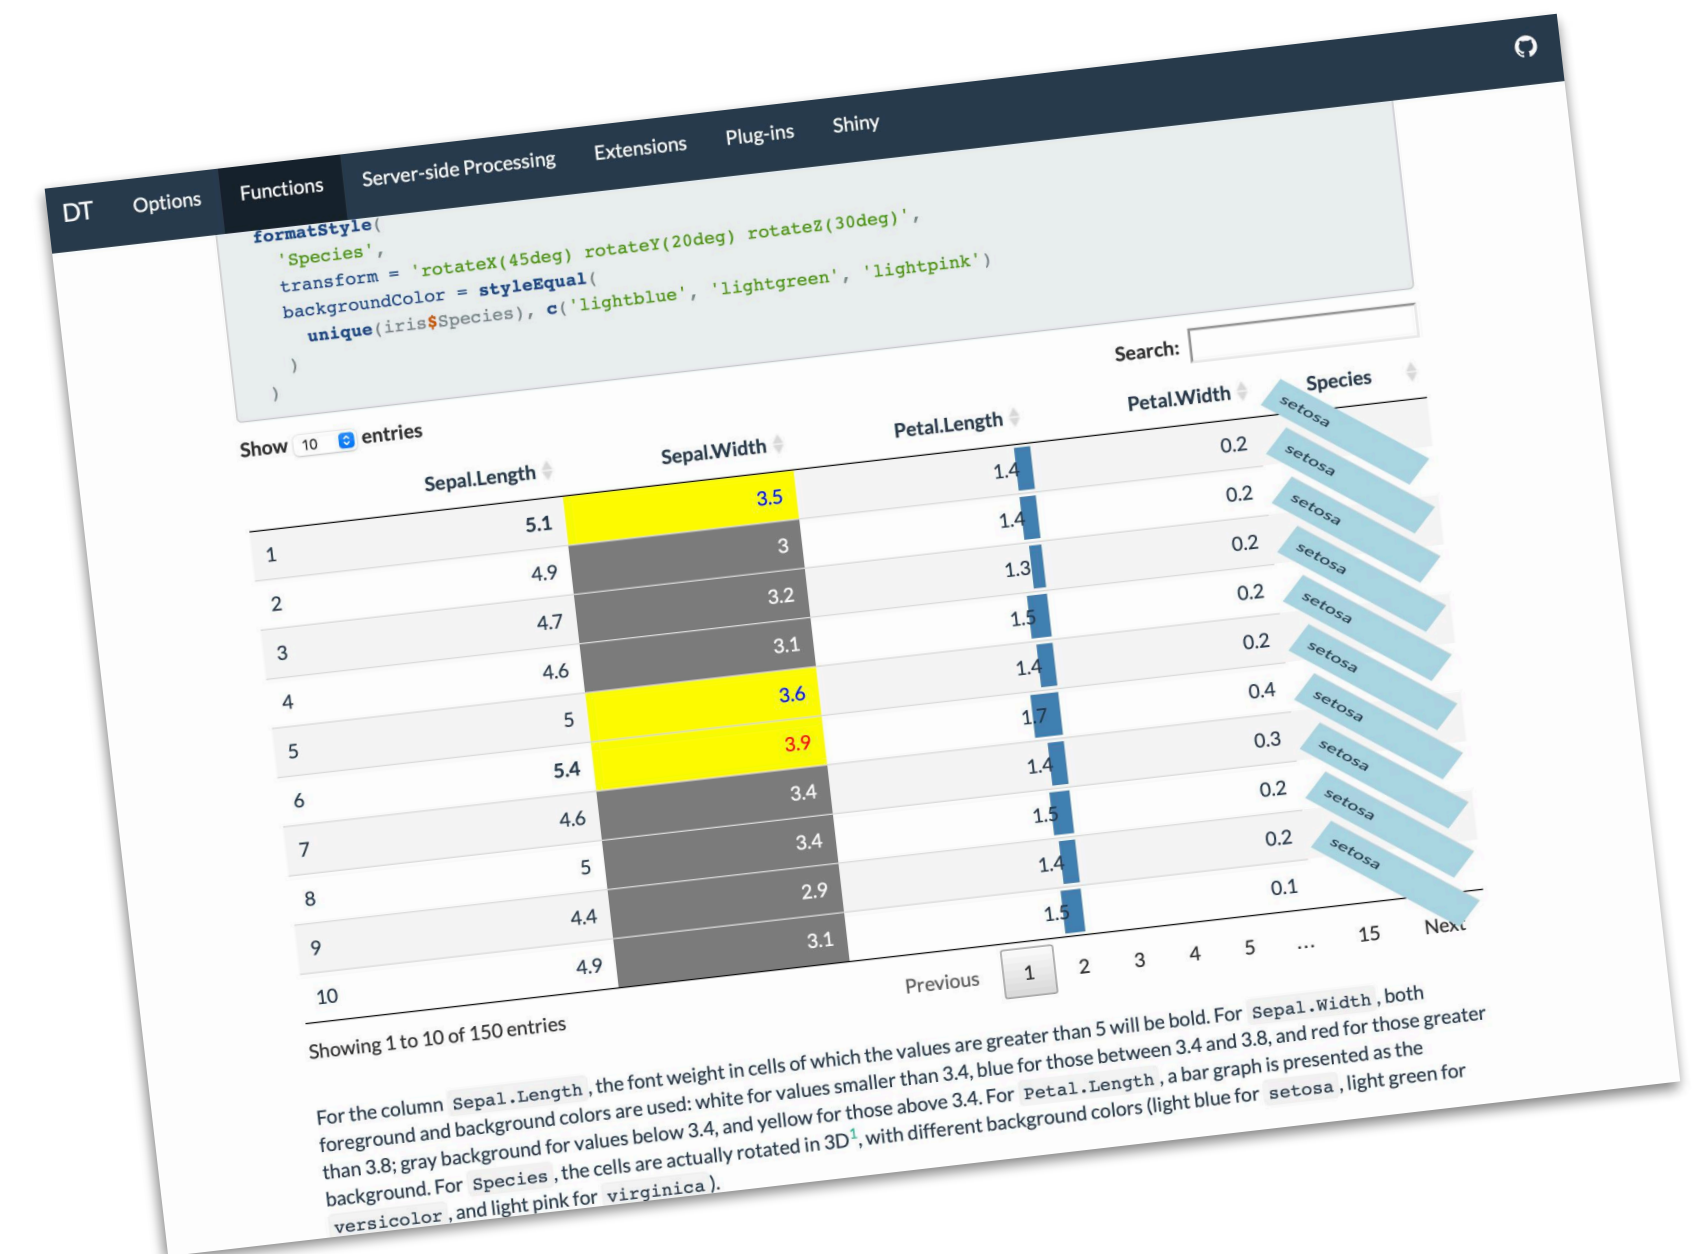 DT Options Functions Server-side Processing Extensions Plug-ins Shiny
formatStyle(
'Species',
transform = 'rotateX(45deg) rotateY(20deg) rotateZ(30deg)',
backgroundColor = styleEqual(
unique(iris$Species), c('lightblue', 'lightgreen', 'lightpink')
)
)
Show 10 entries
Search:
Sepal.Length Sepal.Width Petal.Length Petal.Width Species
1 5.1 3.5 1.4 0.2 setosa
2 4.9 3 1.4 0.2 setosa
3 4.7 3.2 1.3 0.2 setosa
4 4.6 3.1 1.5 0.2 setosa
5 5 3.6 1.4 0.2 setosa
6 5.4 3.9 1.7 0.4 setosa
7 4.6 3.4 1.4 0.3 setosa
8 5 3.4 1.5 0.2 setosa
9 4.4 2.9 1.4 0.2 setosa
10 4.9 3.1 1.5 0.1 setosa
Showing 1 to 10 of 150 entries
Previous 1 2 3 4 5 … 15 Next
For the column Sepal.Length, the font weight in cells of which the values are greater than 5 will be bold. For Sepal.Width, both
foreground and background colors are used: white for values smaller than 3.4, blue for those between 3.4 and 3.8, and red for those greater
than 3.8; gray background for values below 3.4, and yellow for those above 3.4. For Petal.Length, a bar graph is presented as the
background. For Species, the cells are actually rotated in 3D1, with different background colors (light blue for setosa, light green for
versicolor, and light pink for virginica).